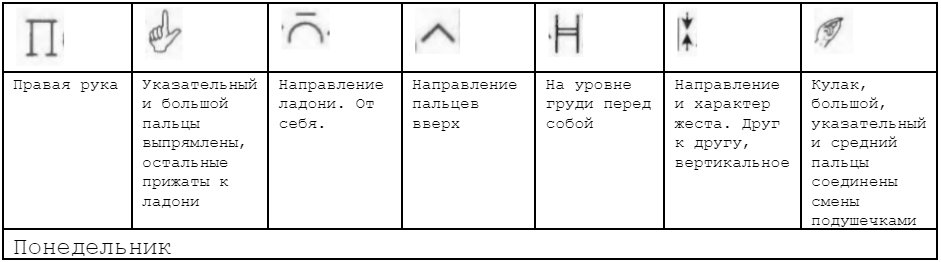 Правая рука
Указательный
и большой
пальцы
выпрямлены,
остальные
прижаты к
ладони
Направление
ладони. От
себя.
Направление
пальцев
вверх
На уровне
груди перед
собой
Направление
и характер
жеста. Друг
к другу,
вертикальное
Кулак,
большой,
указательный
и средний
пальцы
соединены
смены
подушечками
Понедельник